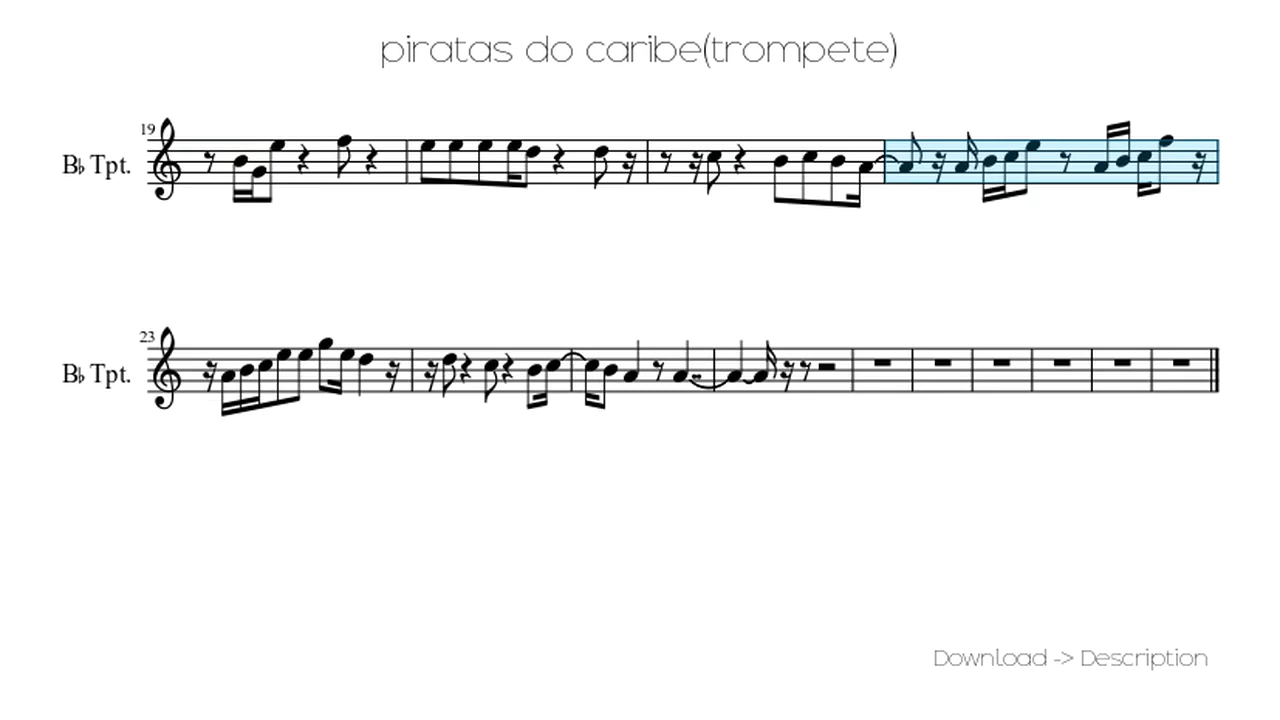 piratas do caribe(trompete)
19
B♭ Tpt.
23
B♭ Tpt.
Download -> Description